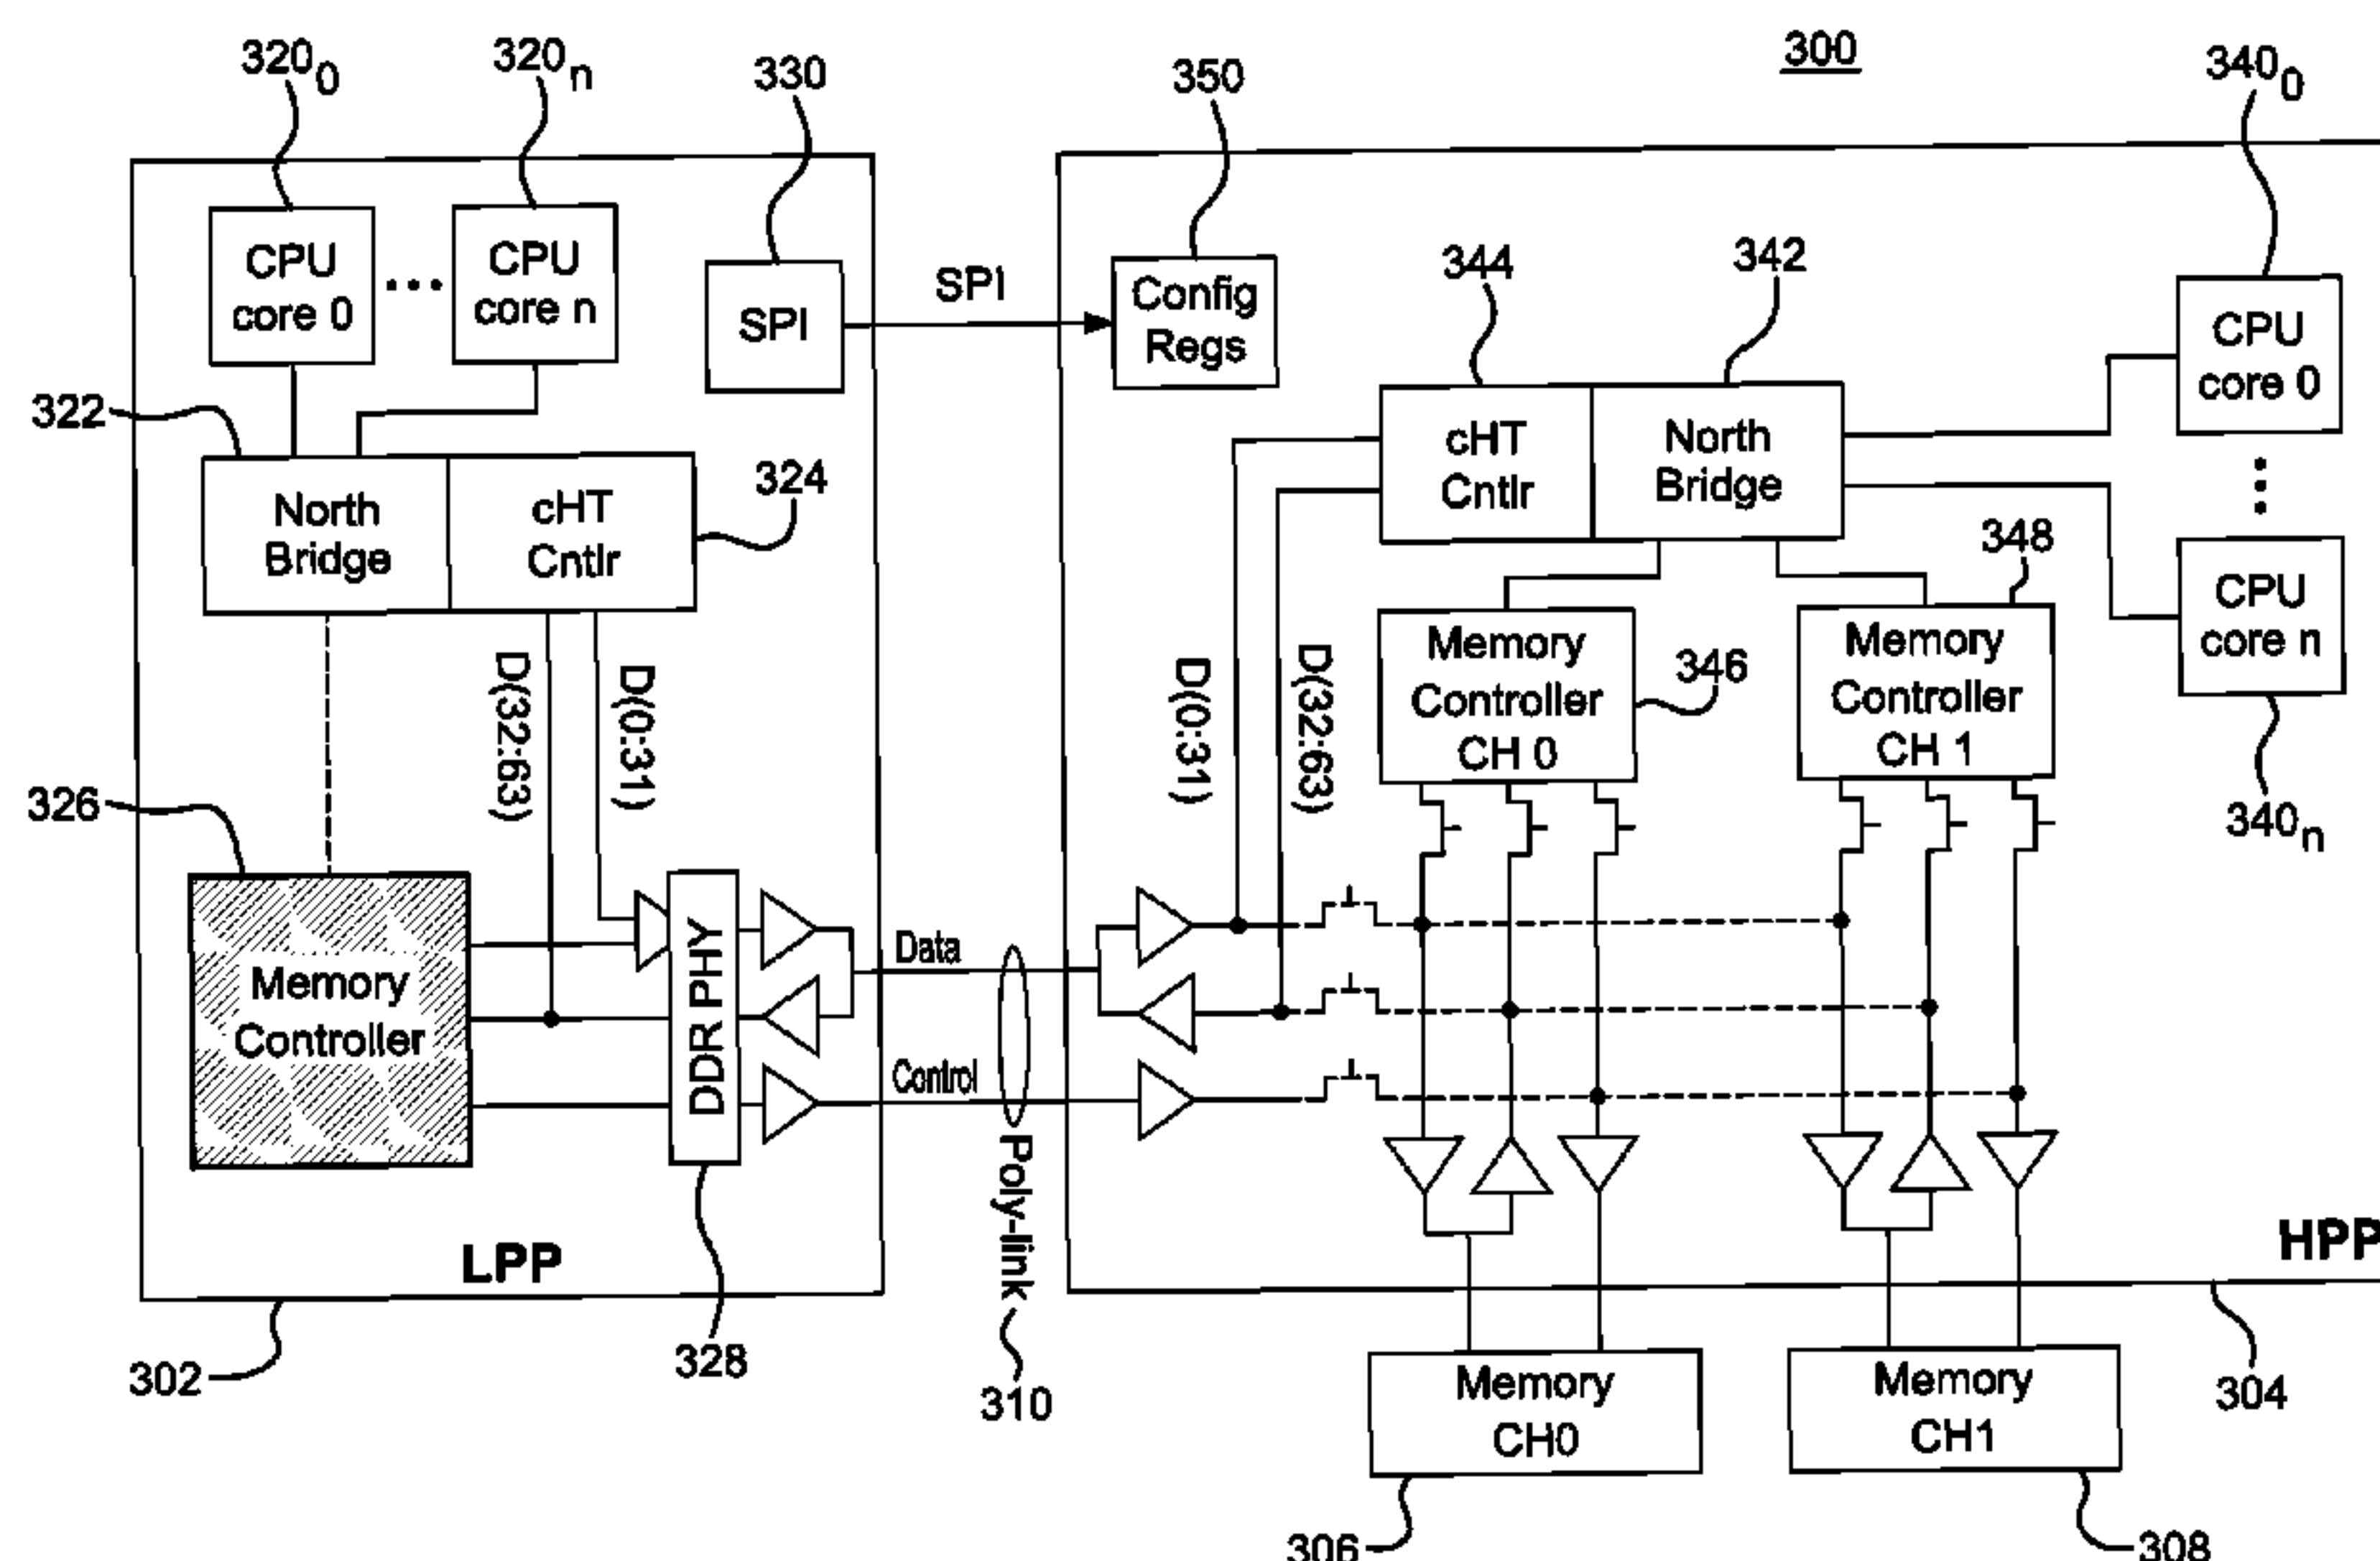 300
320₀
320ₙ
330
350
340₀
CPU
core 0
CPU
core n
SPI
SPI
Config
Regs
344
342
CPU
core 0
322
324
North
Bridge
cHT
Cntlr
cHT
Cntlr
North
Bridge
348
CPU
core n
340ₙ
D(32:63)
D(0:31)
D(0:31)
D(32:63)
Memory
Controller
CH 0
346
Memory
Controller
CH 1
326
Memory
Controller
DDR PHY
Data
Control
Poly-link
LPP
HPP
302
328
310
304
Memory
CH0
Memory
CH1
306
308